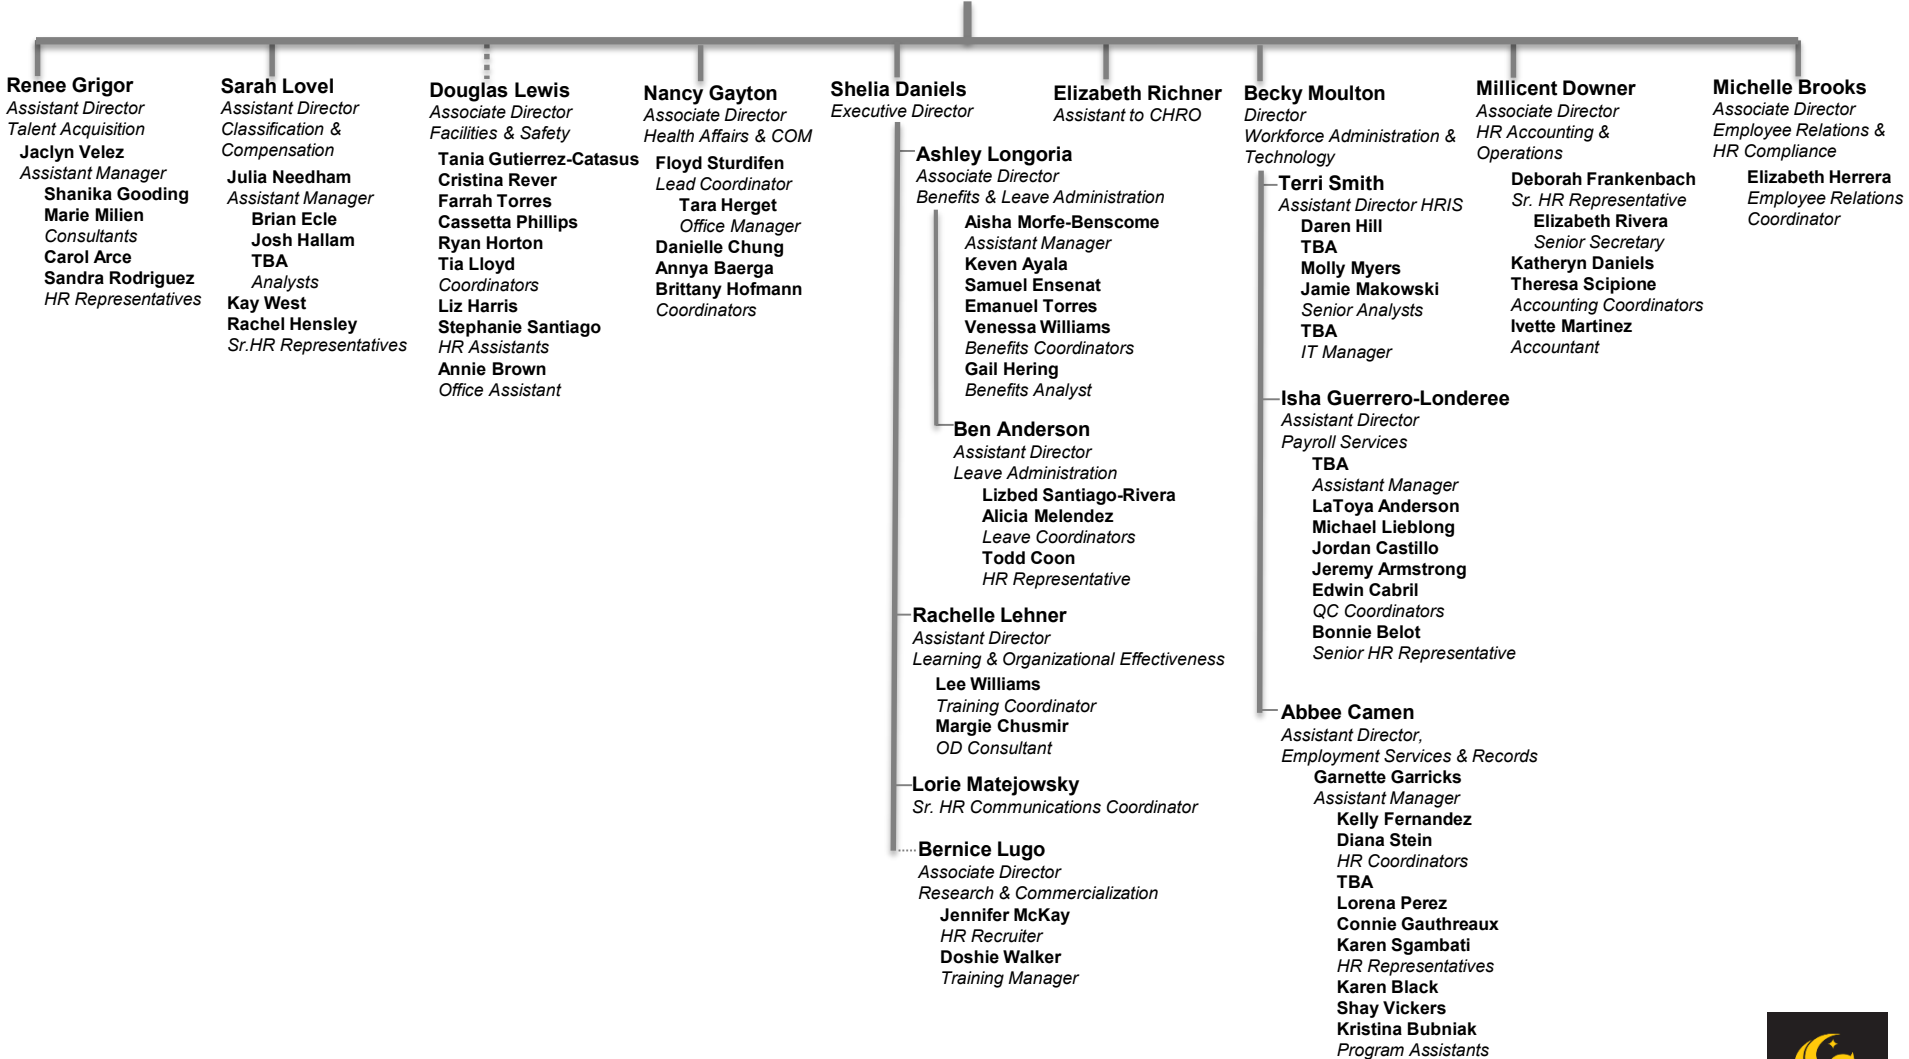 Renee Grigor
Assistant Director
Talent Acquisition
Jaclyn Velez
Assistant Manager
Shanika Gooding
Marie Milien
Consultants
Carol Arce
Sandra Rodriguez
HR Representatives
Sarah Lovel
Assistant Director
Classification &
Compensation
Julia Needham
Assistant Manager
Brian Ecle
Josh Hallam
TBA
Analysts
Kay West
Rachel Hensley
Sr.HR Representatives
Douglas Lewis
Associate Director
Facilities & Safety
Tania Gutierrez-Catasus
Cristina Rever
Farrah Torres
Cassetta Phillips
Ryan Horton
Tia Lloyd
Coordinators
Liz Harris
Stephanie Santiago
HR Assistants
Annie Brown
Office Assistant
Nancy Gayton
Associate Director
Health Affairs & COM
Floyd Sturdifen
Lead Coordinator
Tara Herget
Office Manager
Danielle Chung
Annya Baerga
Brittany Hofmann
Coordinators
Shelia Daniels
Executive Director
Ashley Longoria
Associate Director
Benefits & Leave Administration
Aisha Morfe-Benscome
Assistant Manager
Keven Ayala
Samuel Ensenat
Emanuel Torres
Venessa Williams
Benefits Coordinators
Gail Hering
Benefits Analyst
Ben Anderson
Assistant Director
Leave Administration
Lizbed Santiago-Rivera
Alicia Melendez
Leave Coordinators
Todd Coon
HR Representative
Rachelle Lehner
Assistant Director
Learning & Organizational Effectiveness
Lee Williams
Training Coordinator
Margie Chusmir
OD Consultant
Lorie Matejowsky
Sr. HR Communications Coordinator
Bernice Lugo
Associate Director
Research & Commercialization
Jennifer McKay
HR Recruiter
Doshie Walker
Training Manager
Elizabeth Richner
Assistant to CHRO
Becky Moulton
Director
Workforce Administration &
Technology
Terri Smith
Assistant Director HRIS
Daren Hill
TBA
Molly Myers
Jamie Makowski
Senior Analysts
TBA
IT Manager
Isha Guerrero-Londeree
Assistant Director
Payroll Services
TBA
Assistant Manager
LaToya Anderson
Michael Lieblong
Jordan Castillo
Jeremy Armstrong
Edwin Cabril
QC Coordinators
Bonnie Belot
Senior HR Representative
Abbee Camen
Assistant Director,
Employment Services & Records
Garnette Garricks
Assistant Manager
Kelly Fernandez
Diana Stein
HR Coordinators
TBA
Lorena Perez
Connie Gauthreaux
Karen Sgambati
HR Representatives
Karen Black
Shay Vickers
Kristina Bubniak
Program Assistants
Millicent Downer
Associate Director
HR Accounting &
Operations
Deborah Frankenbach
Sr. HR Representative
Elizabeth Rivera
Senior Secretary
Katheryn Daniels
Theresa Scipione
Accounting Coordinators
Ivette Martinez
Accountant
Michelle Brooks
Associate Director
Employee Relations &
HR Compliance
Elizabeth Herrera
Employee Relations
Coordinator